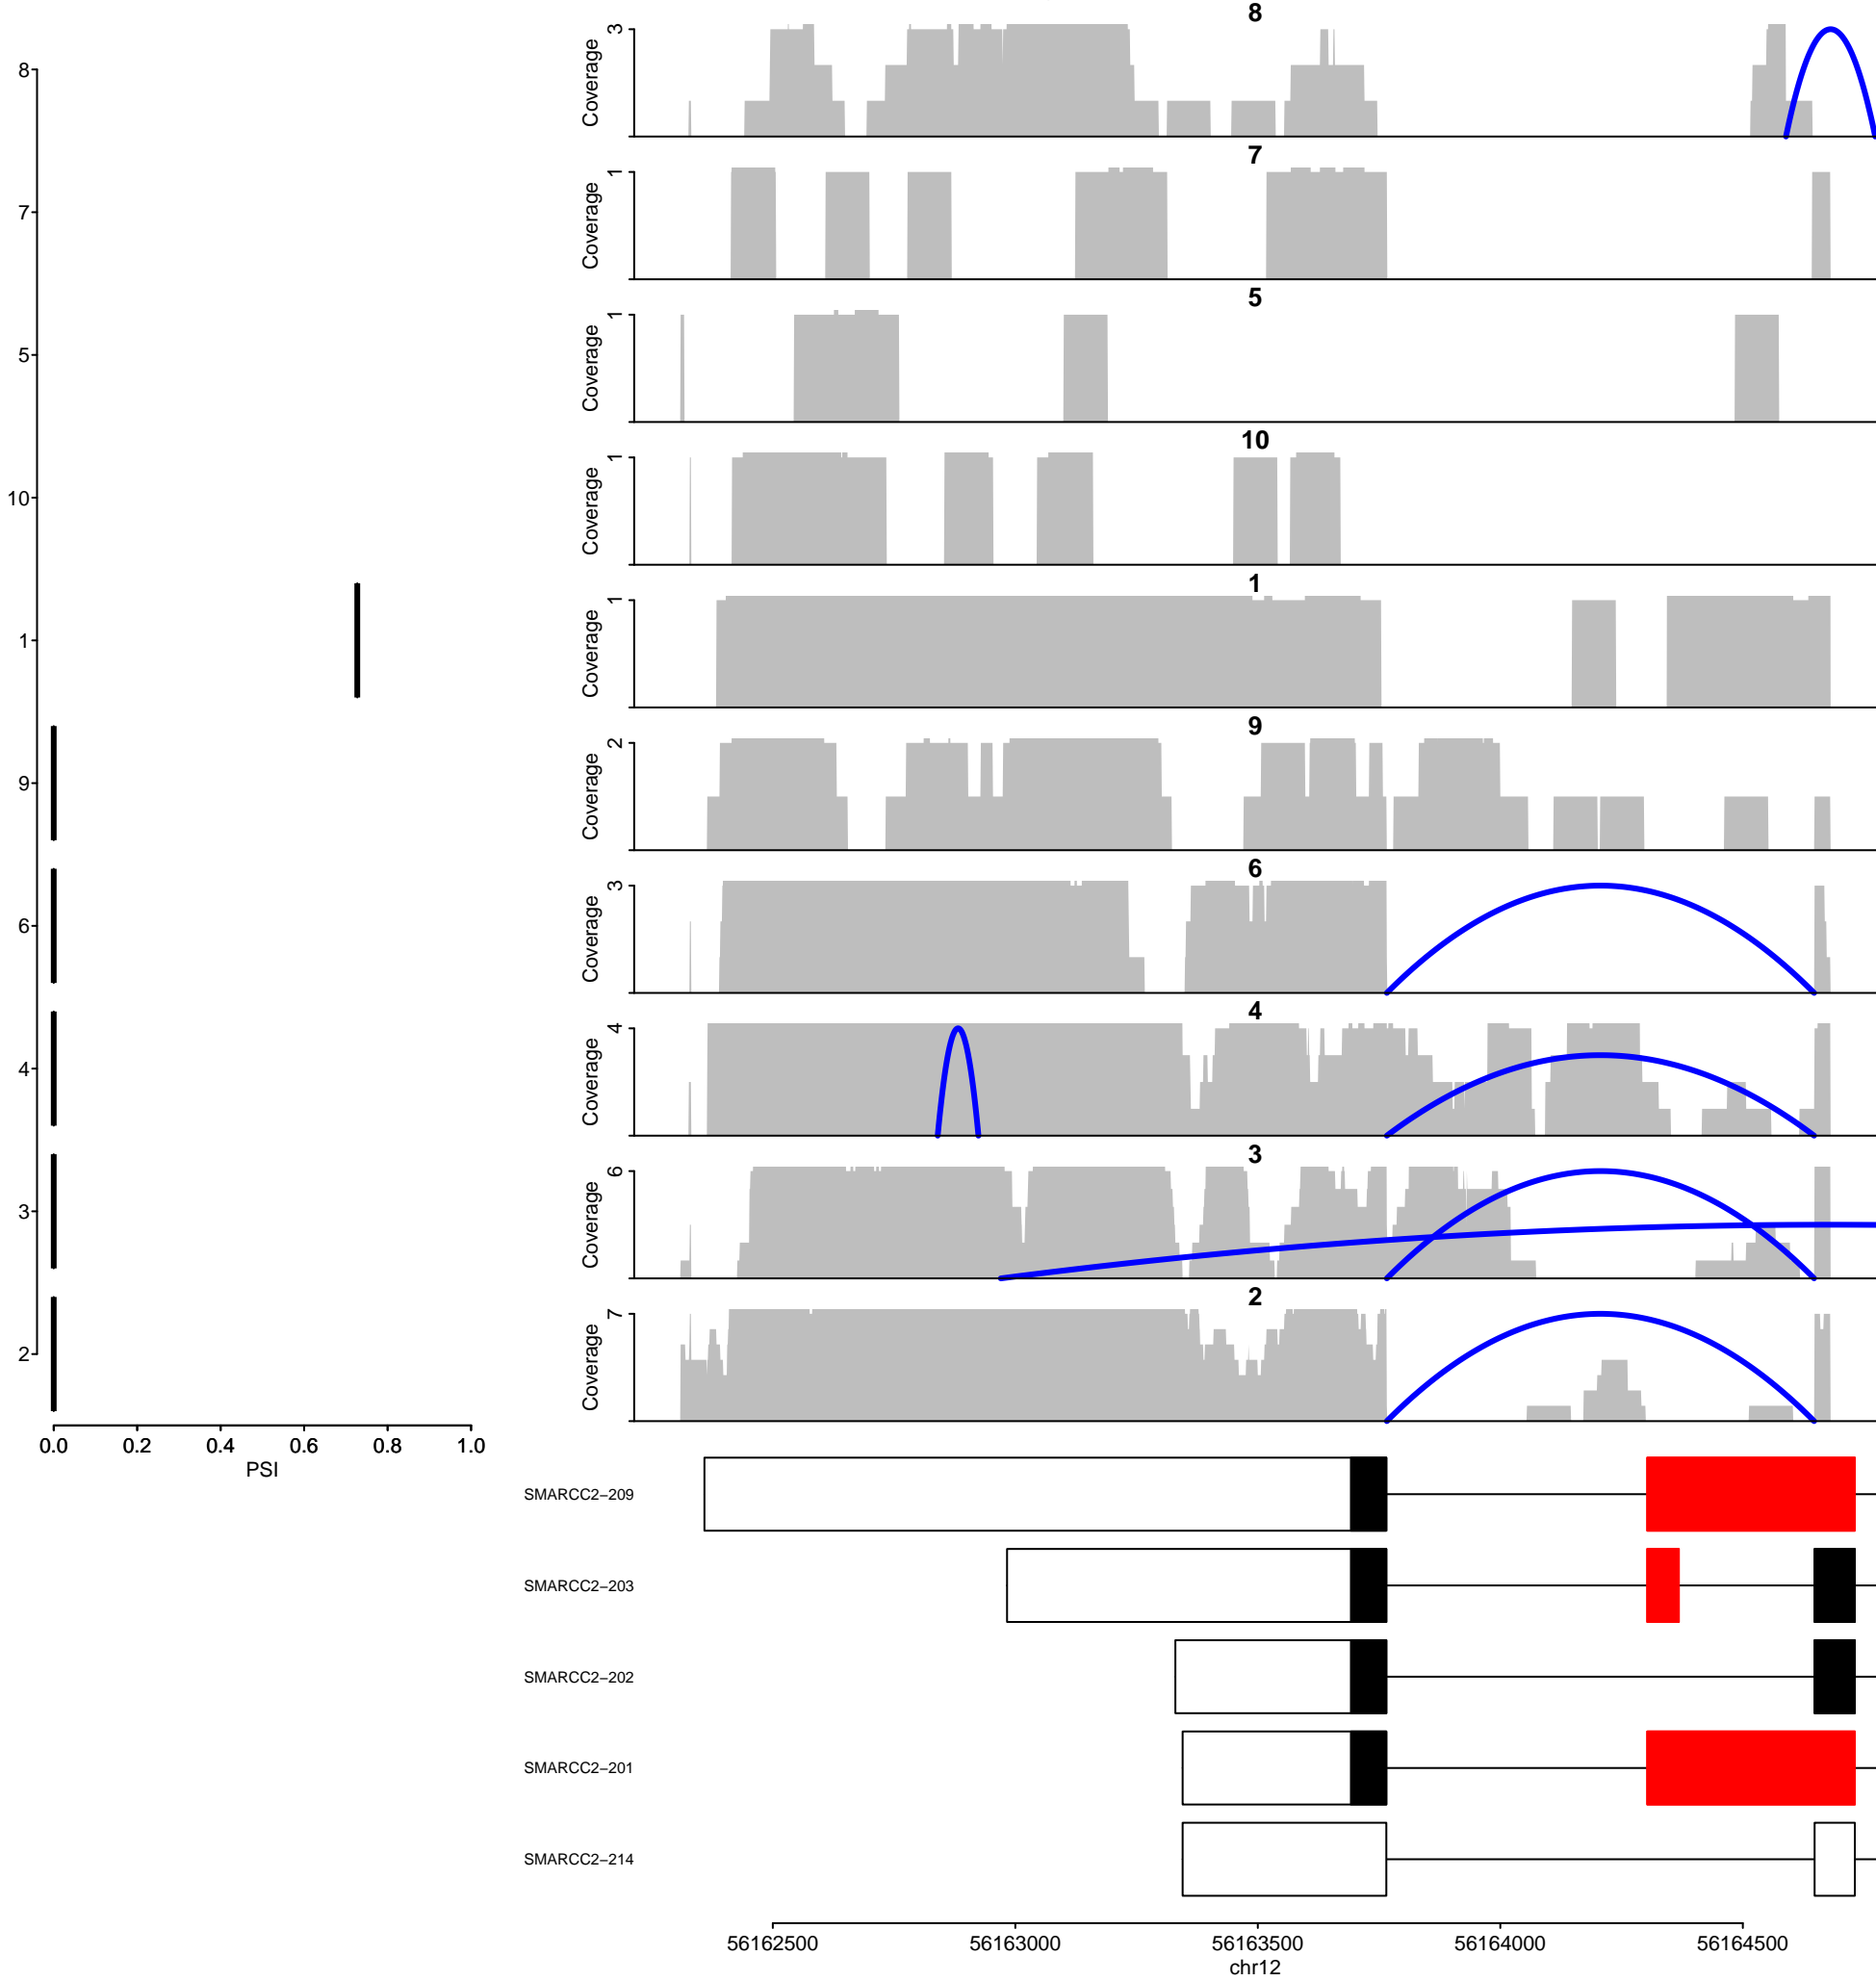 8
3
Coverage
8
7
1
Coverage
7
5
1
Coverage
5
10
1
Coverage
10
1
1
Coverage
1
9
2
Coverage
9
6
3
Coverage
6
4
4
Coverage
4
3
6
Coverage
3
2
7
Coverage
2
0.0 0.2 0.4 0.6 0.8 1.0
PSI
SMARCC2−209
SMARCC2−203
SMARCC2−202
SMARCC2−201
SMARCC2−214
56162500 56163000 56163500 56164000 56164500
chr12